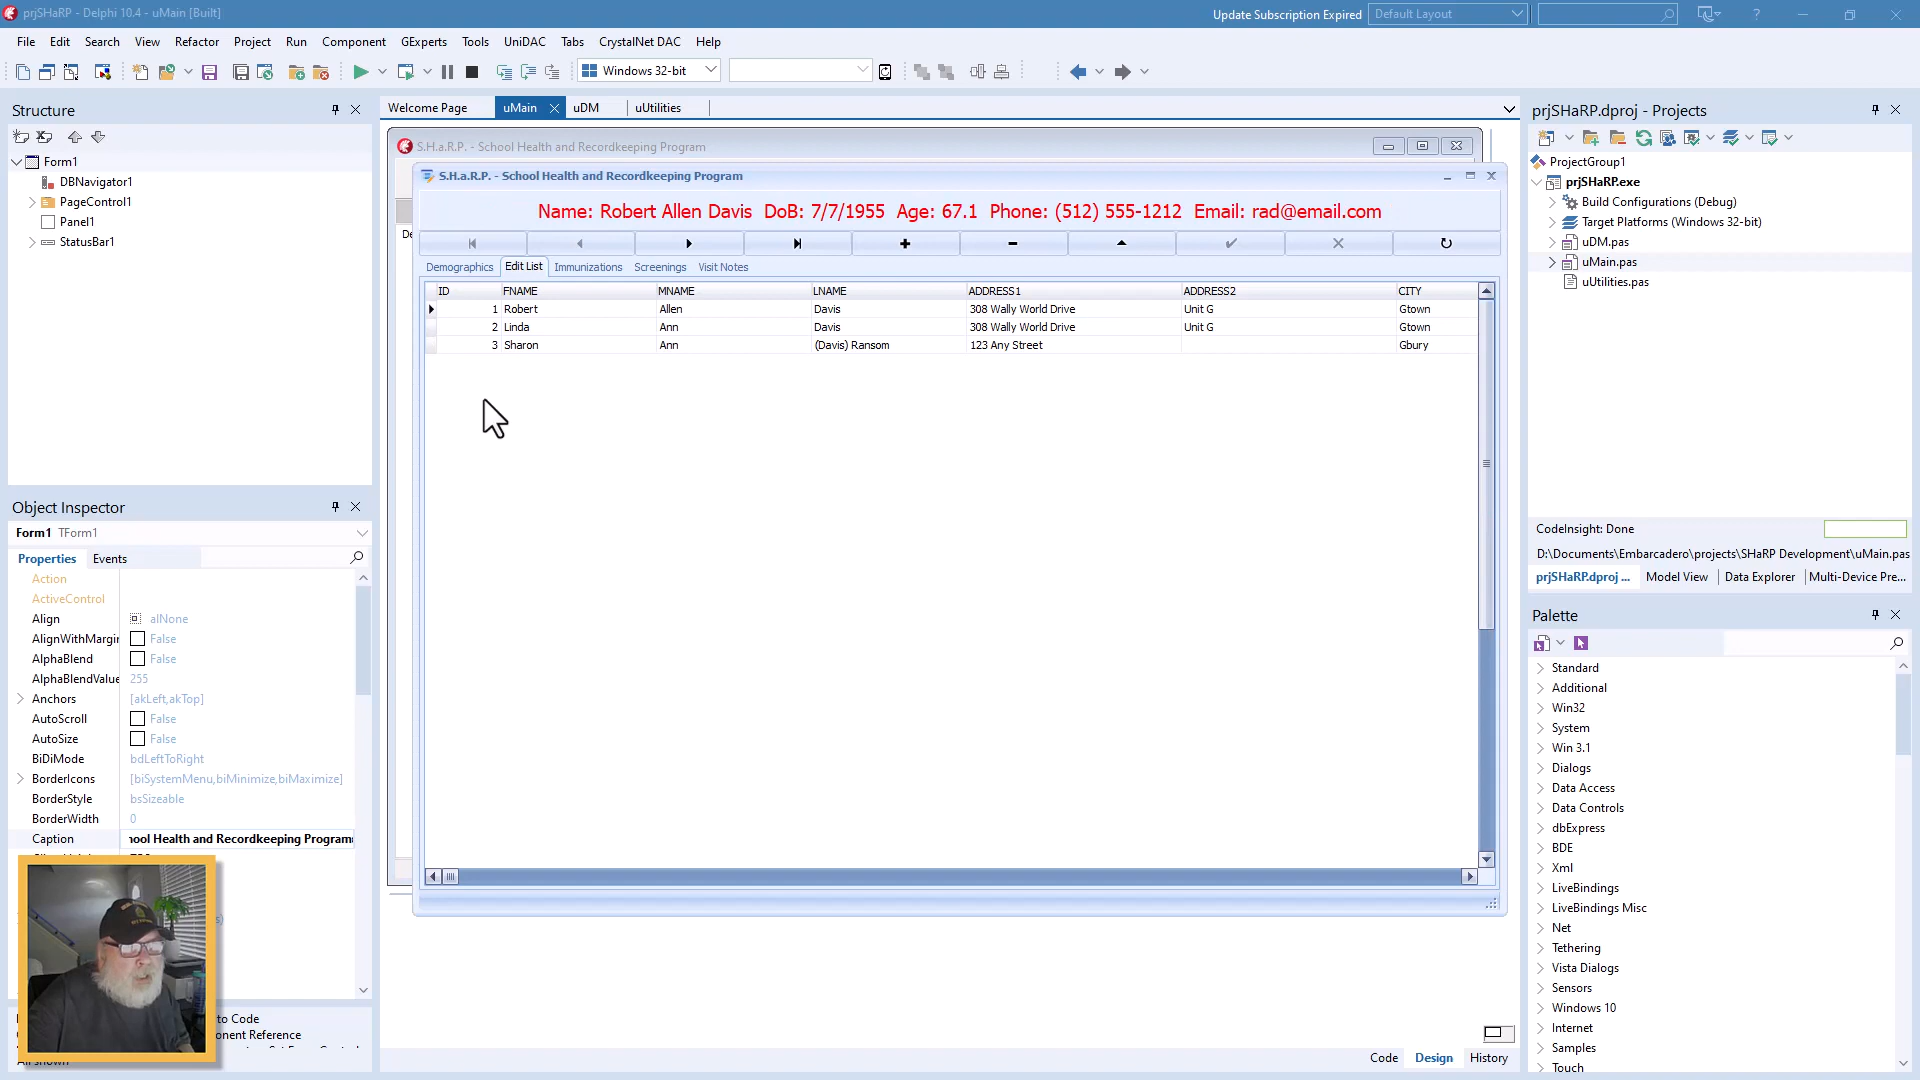 prjSHaRP - Delphi 10.4 - uMain [Built]
Update Subscription Expired
Default Layout
File Edit Search View Refactor Project Run Component GExperts Tools UniDAC Tabs CrystalNet DAC Help
Windows 32-bit
Structure
Form1
DBNavigator1
PageControl1
Panel1
StatusBar1
Object Inspector
Form1 TForm1
Properties Events
Action
ActiveControl
Align alNone
AlignWithMargin False
AlphaBlend False
AlphaBlendValue 255
Anchors [akLeft,akTop]
AutoScroll False
AutoSize False
BiDiMode bdLeftToRight
BorderIcons [biSystemMenu,biMinimize,biMaximize]
BorderStyle bsSizeable
BorderWidth 0
Caption hool Health and Recordkeeping Program
to Code
onent Reference
All shown
Welcome Page uMain uDM uUtilities
S.H.a.R.P. - School Health and Recordkeeping Program
S.H.a.R.P. - School Health and Recordkeeping Program
Name: Robert Allen Davis DoB: 7/7/1955 Age: 67.1 Phone: (512) 555-1212 Email: rad@email.com
De
Demographics Edit List Immunizations Screenings Visit Notes
ID FNAME MNAME LNAME ADDRESS1 ADDRESS2 CITY
1 Robert Allen Davis 308 Wally World Drive Unit G Gtown
2 Linda Ann Davis 308 Wally World Drive Unit G Gtown
3 Sharon Ann (Davis) Ransom 123 Any Street Gbury
Code Design History
prjSHaRP.dproj - Projects
ProjectGroup1
prjSHaRP.exe
Build Configurations (Debug)
Target Platforms (Windows 32-bit)
uDM.pas
uMain.pas
uUtilities.pas
CodeInsight: Done
D:\Documents\Embarcadero\projects\SHaRP Development\uMain.pas
prjSHaRP.dproj ... Model View Data Explorer Multi-Device Pre...
Palette
Standard
Additional
Win32
System
Win 3.1
Dialogs
Data Access
Data Controls
dbExpress
BDE
Xml
LiveBindings
LiveBindings Misc
Net
Tethering
Vista Dialogs
Sensors
Windows 10
Internet
Samples
Touch